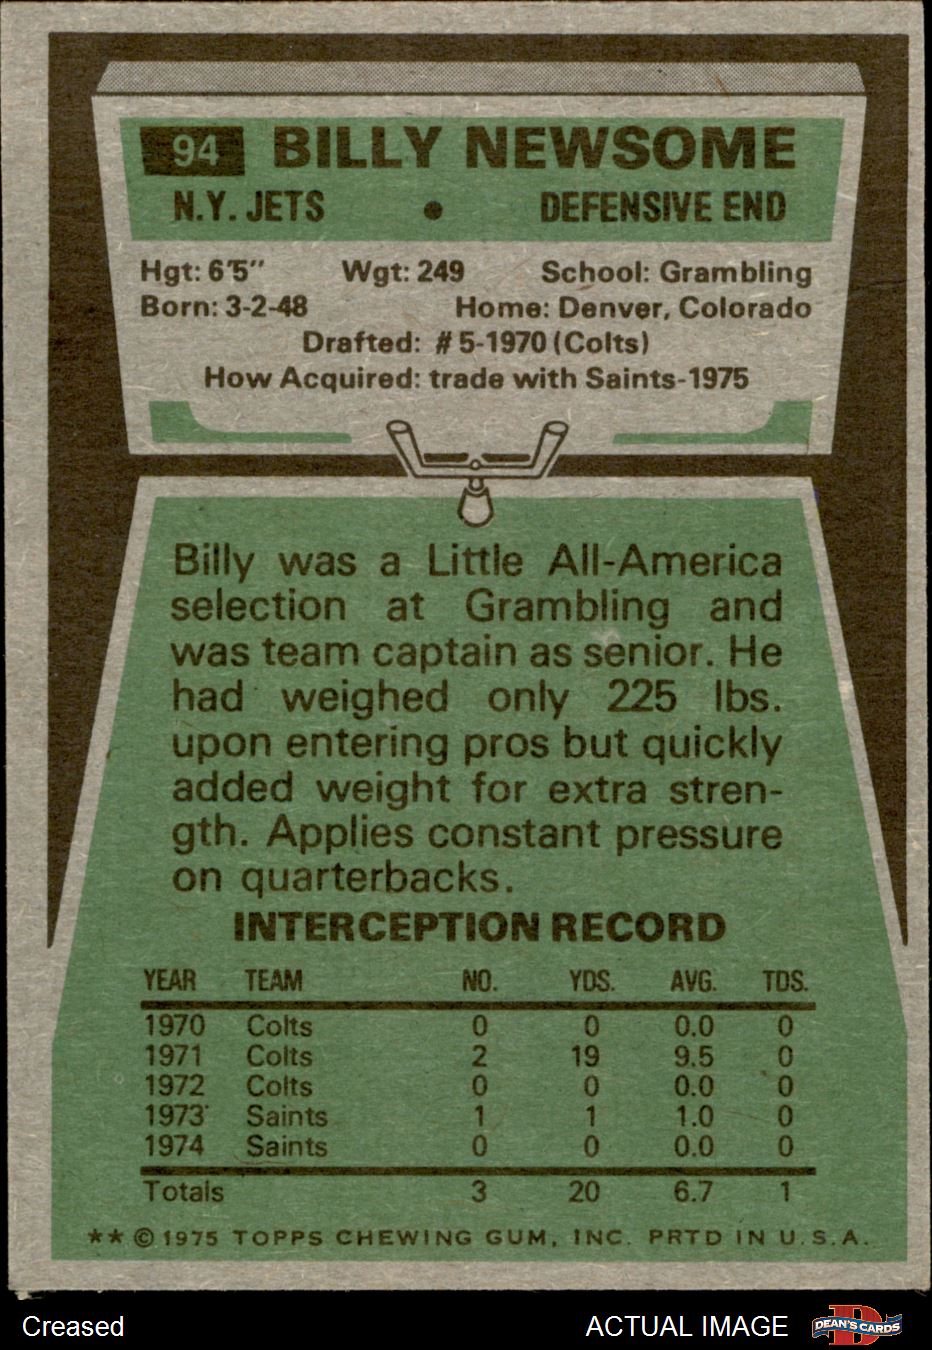 94 BILLY NEWSOME
N.Y. JETS • DEFENSIVE END
Hgt: 6'5" Wgt: 249 School: Grambling
Born: 3-2-48 Home: Denver, Colorado
Drafted: #5-1970 (Colts)
How Acquired: trade with Saints-1975
Billy was a Little All-America
selection at Grambling and
was team captain as senior. He
had weighed only 225 lbs.
upon entering pros but quickly
added weight for extra stren-
gth. Applies constant pressure
on quarterbacks.
INTERCEPTION RECORD
YEAR TEAM NO. YDS. AVG. TDS.
1970 Colts 0 0 0.0 0
1971 Colts 2 19 9.5 0
1972 Colts 0 0 0.0 0
1973 Saints 1 1 1.0 0
1974 Saints 0 0 0.0 0
Totals 3 20 6.7 1
** © 1975 TOPPS CHEWING GUM, INC. PRTD IN U.S.A.
Creased ACTUAL IMAGE D DEAN'S CARDS